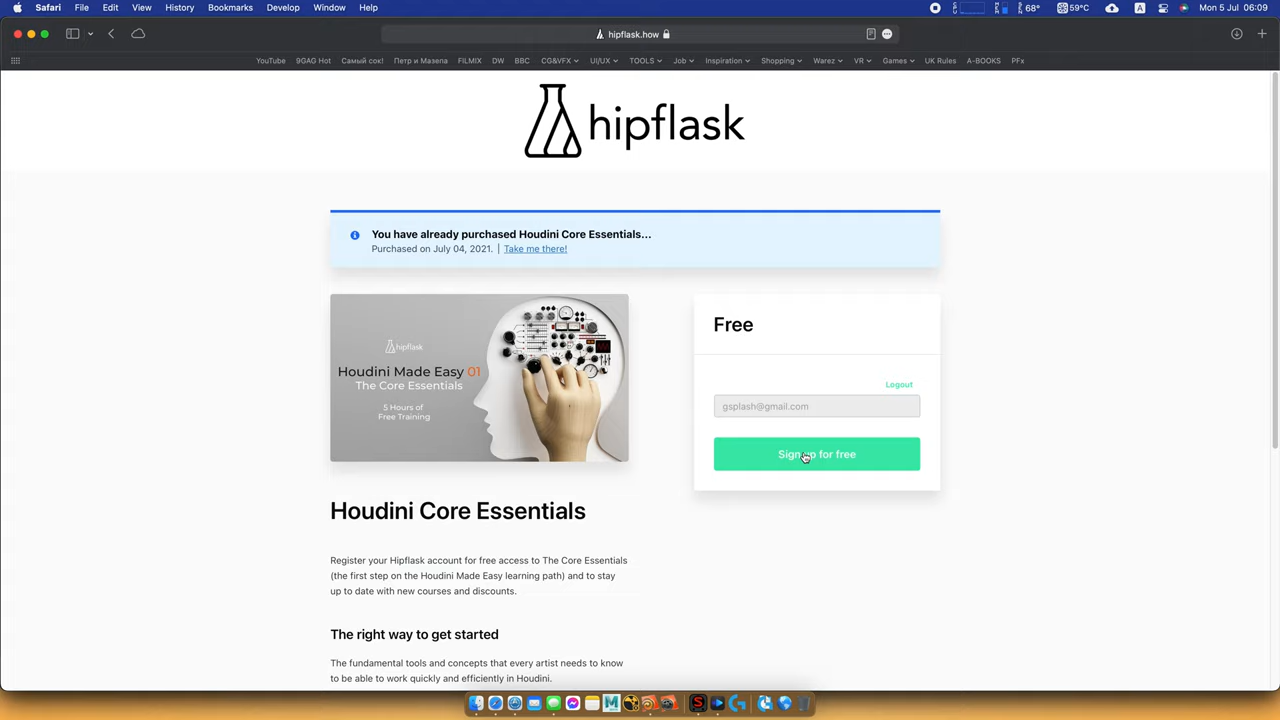 Safari File Edit View History Bookmarks Develop Window Help 68° 59°C A Mon 5 Jul 06:09
hipflask.how
YouTube 9GAG Hot Самый сок! Петр и Мазепа FILMIX DW BBC CG&VFX UI/UX TOOLS Job Inspiration Shopping Warez VR Games UK Rules A-BOOKS PFx
hipflask
You have already purchased Houdini Core Essentials...
Purchased on July 04, 2021. | Take me there!
hipflask
Houdini Made Easy 01
The Core Essentials
5 Hours of
Free Training
Free
Logout
gsplash@gmail.com
Sign up for free
Houdini Core Essentials
Register your Hipflask account for free access to The Core Essentials
(the first step on the Houdini Made Easy learning path) and to stay
up to date with new courses and discounts.
The right way to get started
The fundamental tools and concepts that every artist needs to know
to be able to work quickly and efficiently in Houdini.